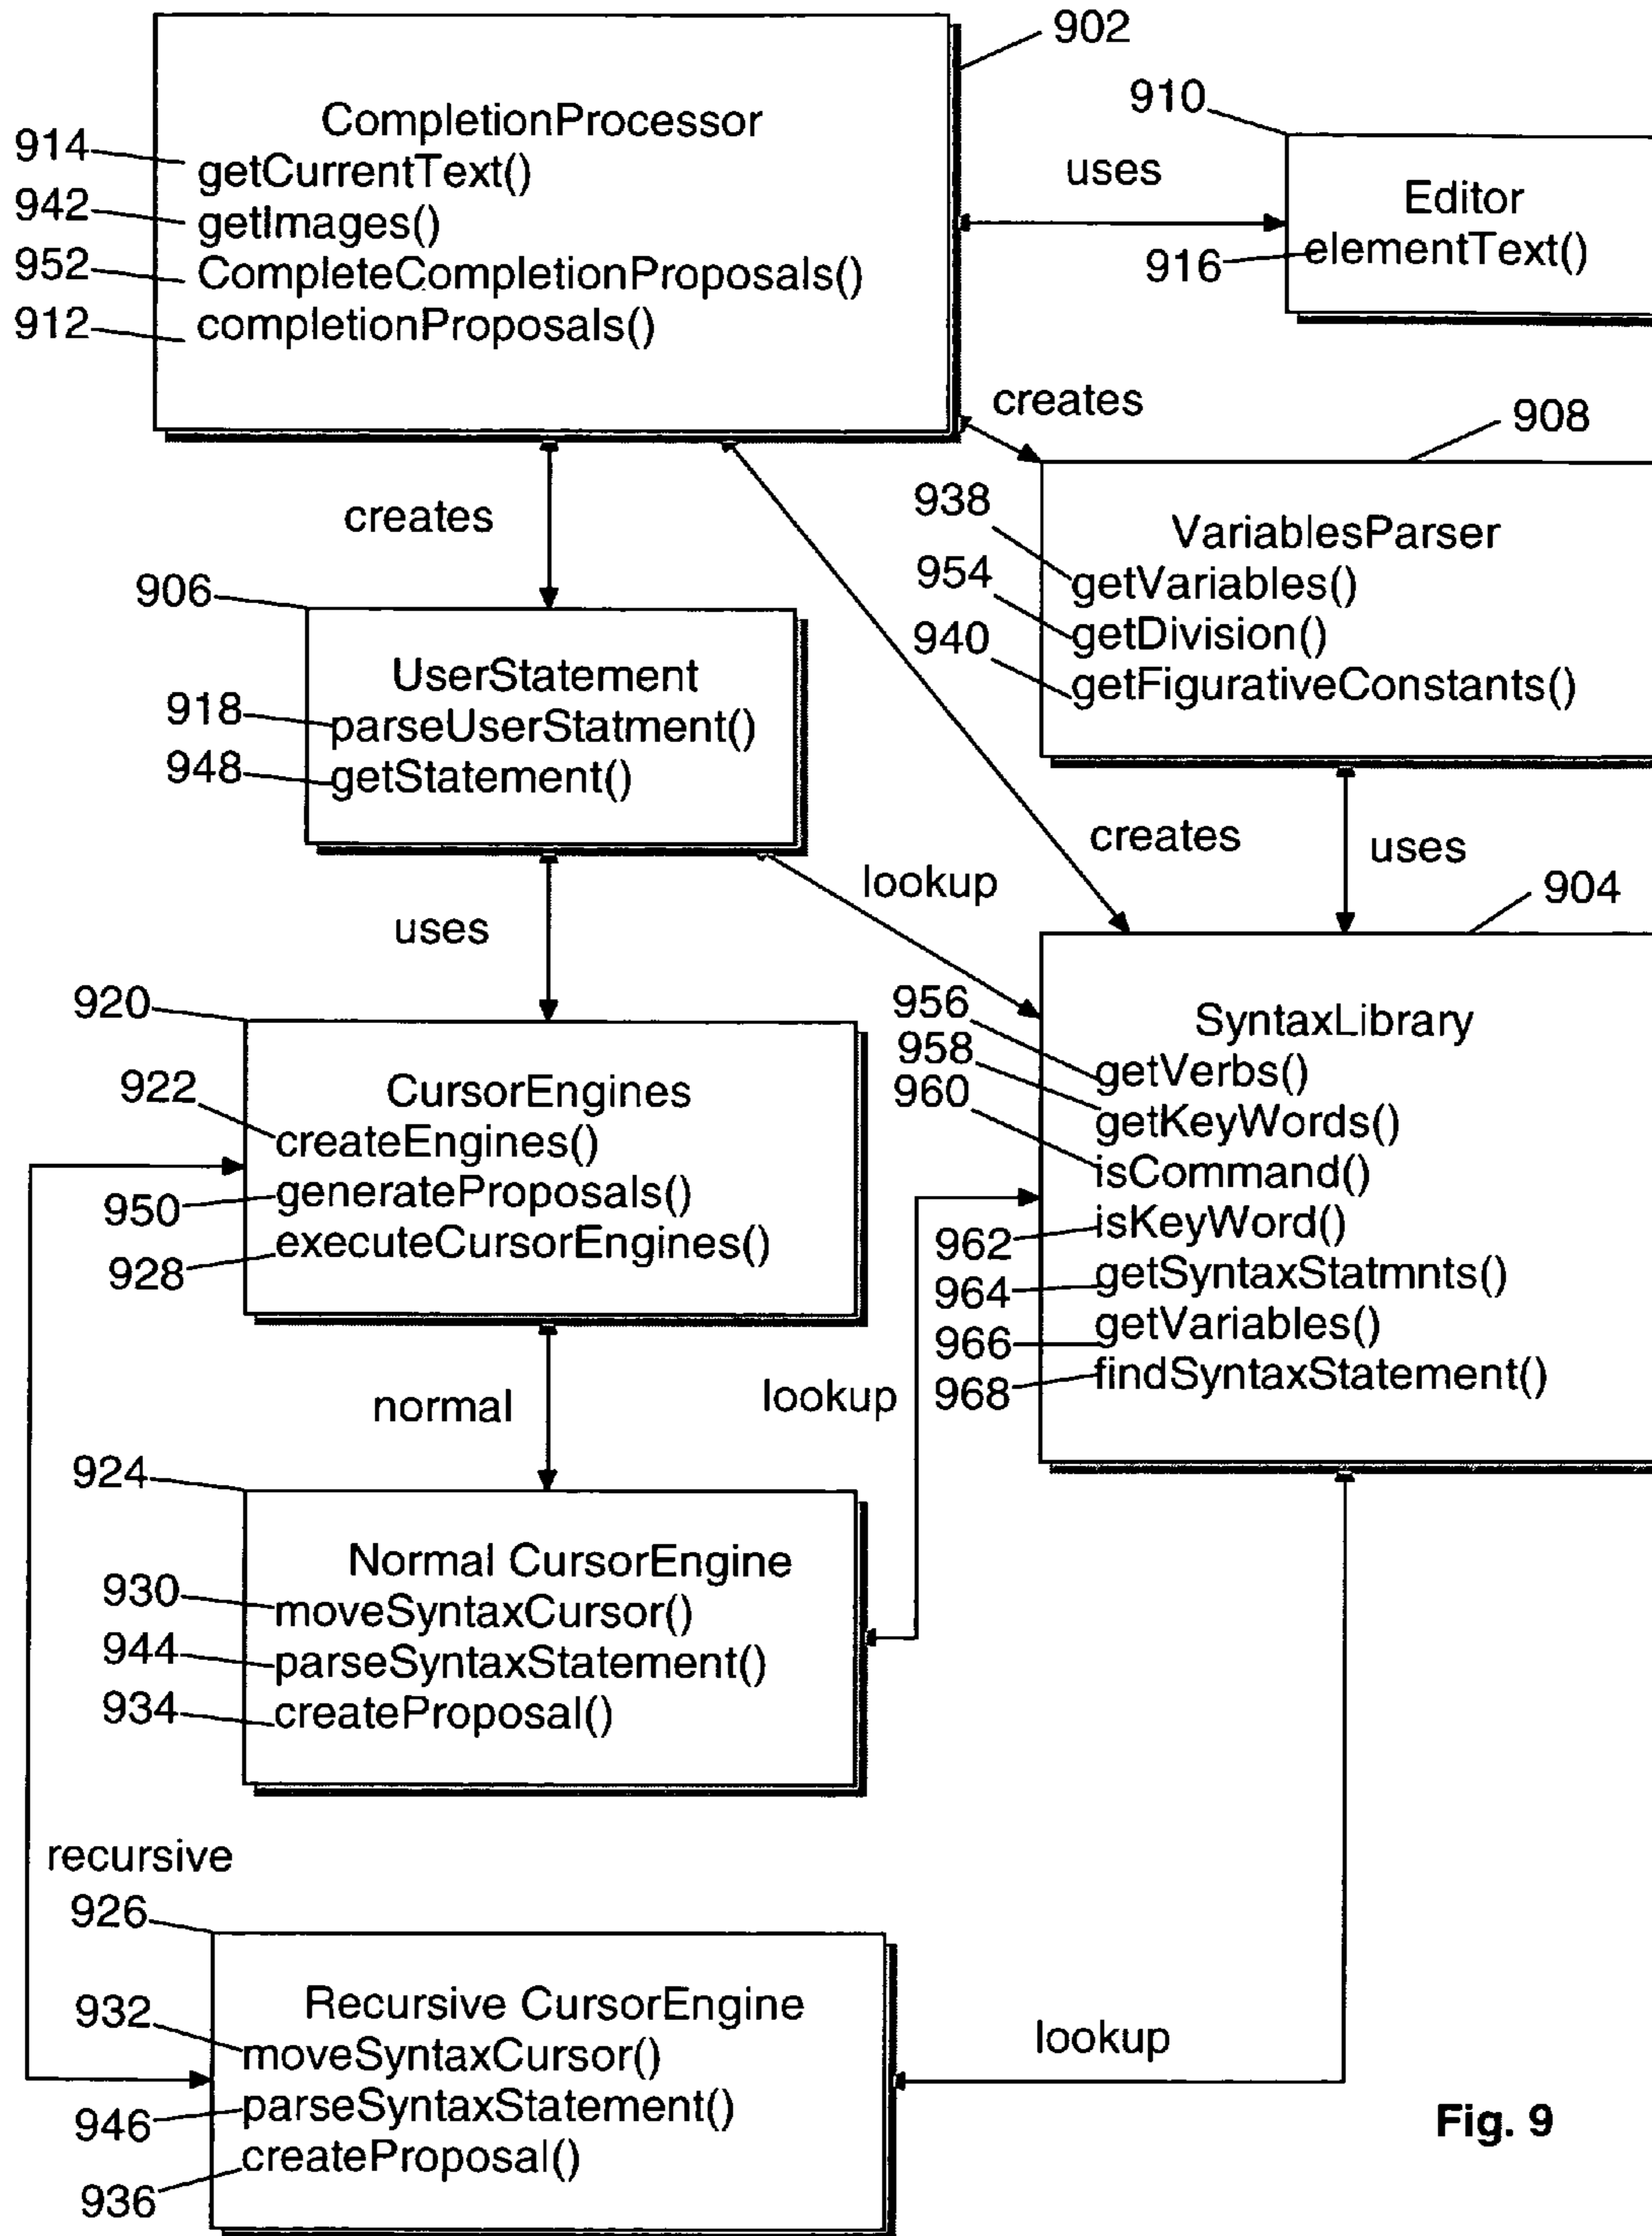 902
CompletionProcessor
914
getCurrentText()
942
getImages()
952
CompleteCompletionProposals()
912
completionProposals()
910
uses
Editor
916
elementText()
creates
908
creates
938
VariablesParser
954
getVariables()
getDivision()
940
getFigurativeConstants()
906
UserStatement
918
parseUserStatment()
948
getStatement()
creates
uses
lookup
904
uses
920
CursorEngines
922
createEngines()
950
generateProposals()
928
executeCursorEngines()
956
SyntaxLibrary
958
getVerbs()
960
getKeyWords()
isCommand()
962
isKeyWord()
964
getSyntaxStatmnts()
966
getVariables()
968
findSyntaxStatement()
normal
lookup
924
Normal CursorEngine
930
moveSyntaxCursor()
944
parseSyntaxStatement()
934
createProposal()
recursive
926
Recursive CursorEngine
932
moveSyntaxCursor()
946
parseSyntaxStatement()
936
createProposal()
lookup
Fig. 9